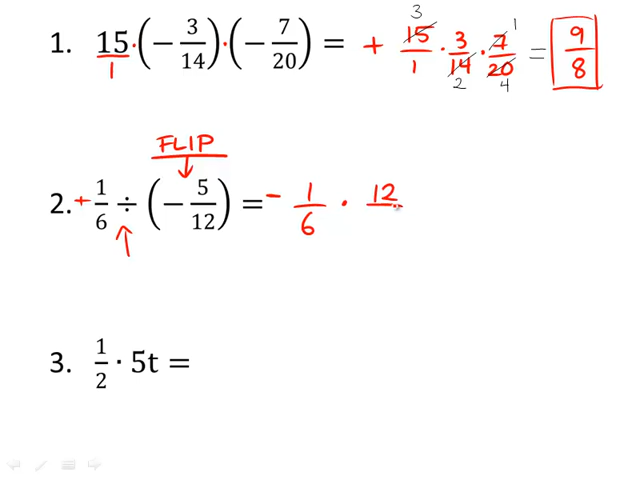 1. 15/1 · (− 3/14) · (− 7/20) = + 15/1 · 3/14 · 7/20 = 9/8
3 1 2 4
FLIP
2. + 1/6 ÷ (− 5/12) = − 1/6 · 12
3. 1/2 · 5t =